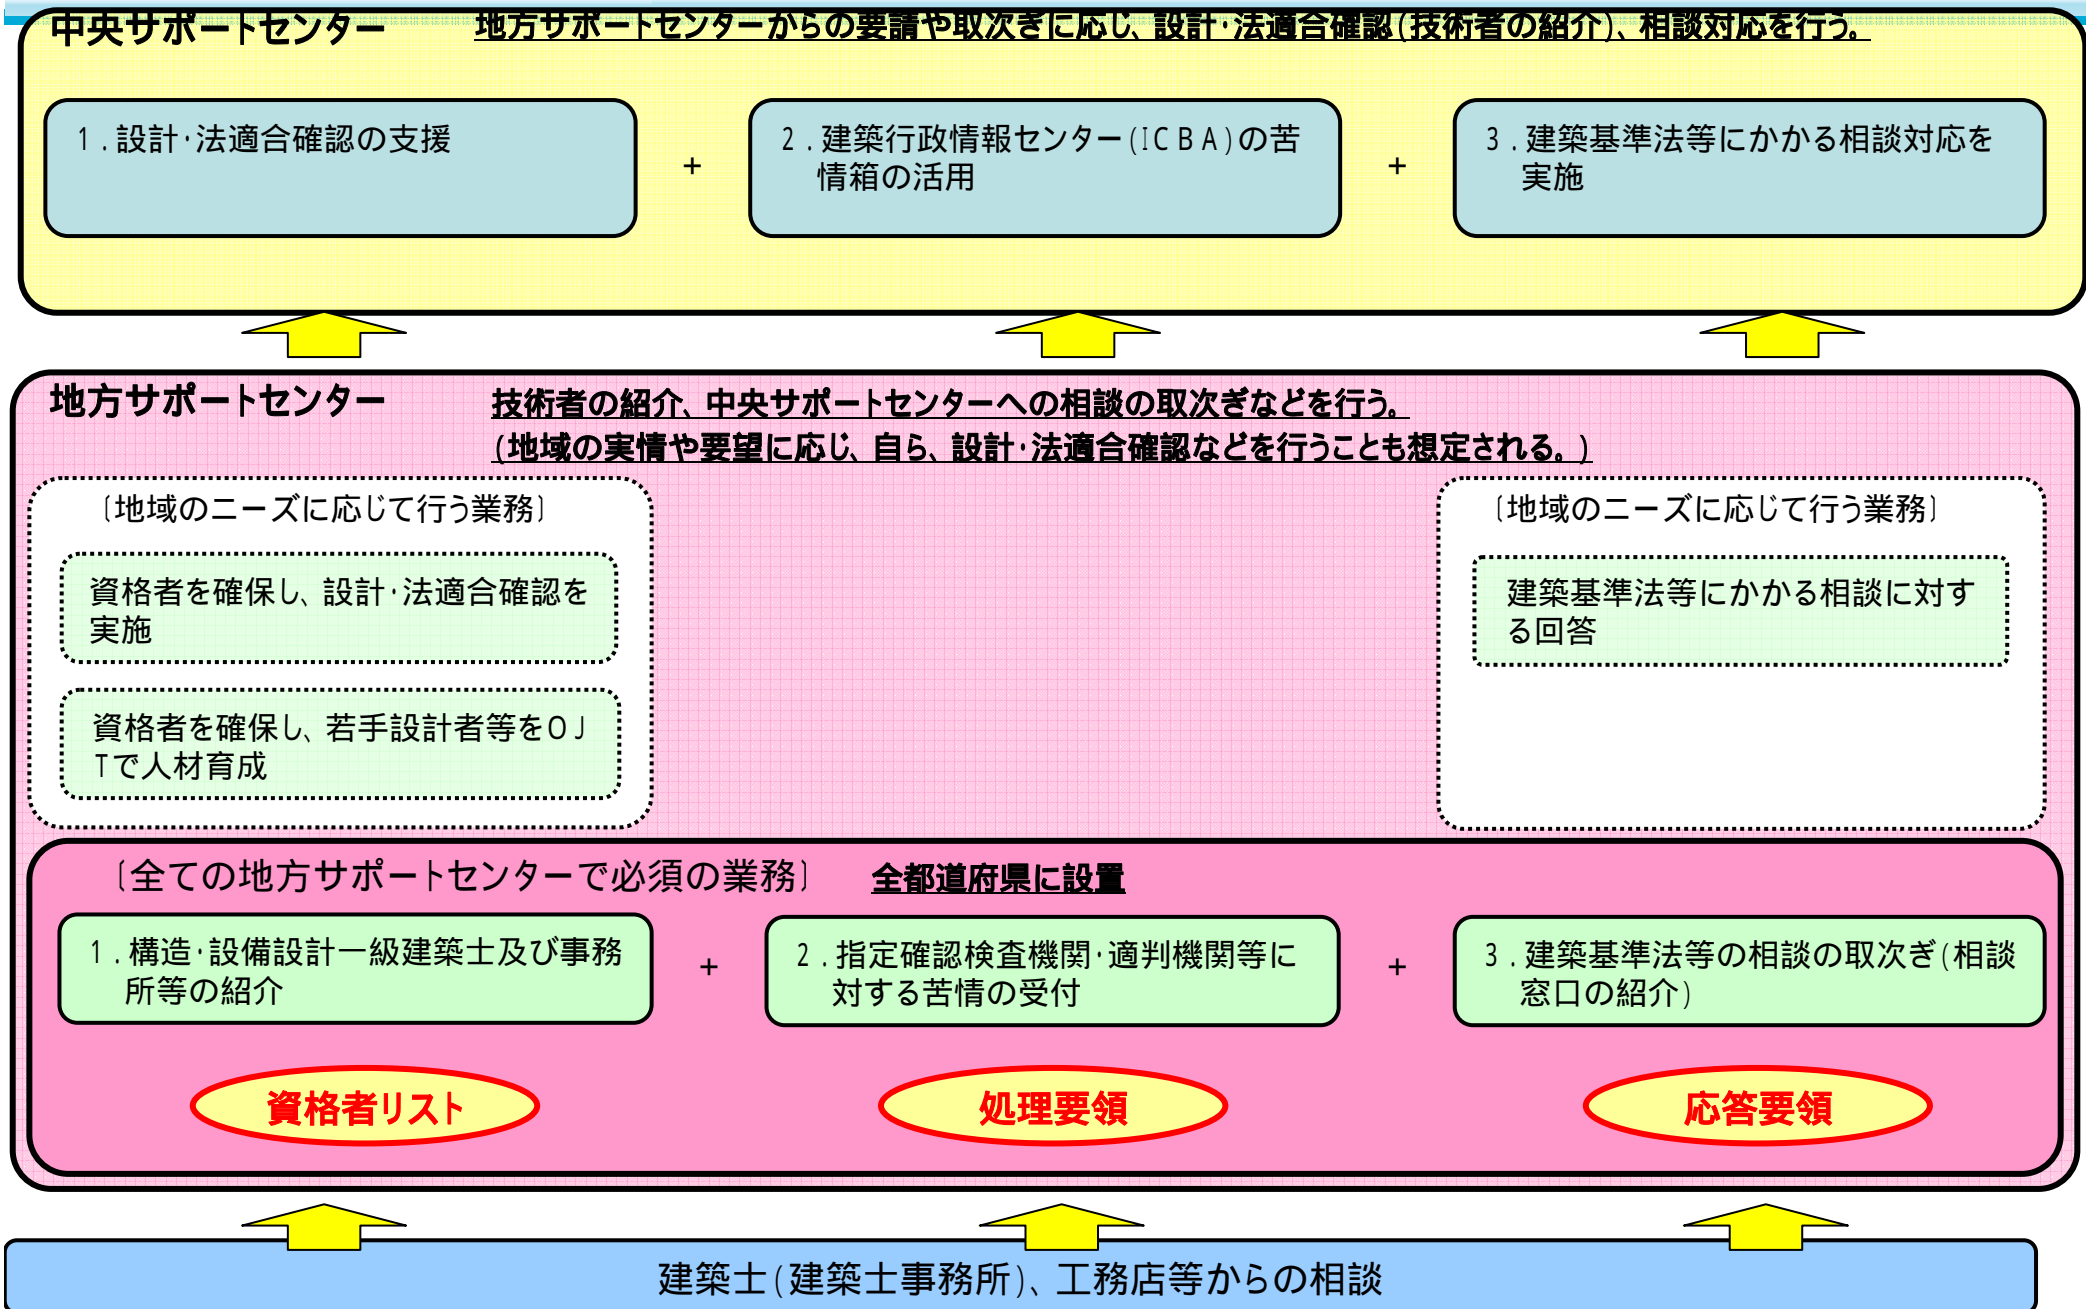 中央サポートセンター
地方サポートセンターからの要請や取次ぎに応じ、設計・法適合確認(技術者の紹介)、相談対応を行う。
1.設計・法適合確認の支援
+
2.建築行政情報センター(ICBA)の苦
情箱の活用
+
3.建築基準法等にかかる相談対応を
実施
地方サポートセンター
技術者の紹介、中央サポートセンターへの相談の取次ぎなどを行う。
(地域の実情や要望に応じ、自ら、設計・法適合確認などを行うことも想定される。)
〔地域のニーズに応じて行う業務〕
資格者を確保し、設計・法適合確認を
実施
資格者を確保し、若手設計者等をOJ
Tで人材育成
〔地域のニーズに応じて行う業務〕
建築基準法等にかかる相談に対す
る回答
〔全ての地方サポートセンターで必須の業務〕
全都道府県に設置
1.構造・設備設計一級建築士及び事務
所等の紹介
+
2.指定確認検査機関・適判機関等に
対する苦情の受付
+
3.建築基準法等の相談の取次ぎ(相談
窓口の紹介)
資格者リスト
処理要領
応答要領
建築士(建築士事務所)、工務店等からの相談